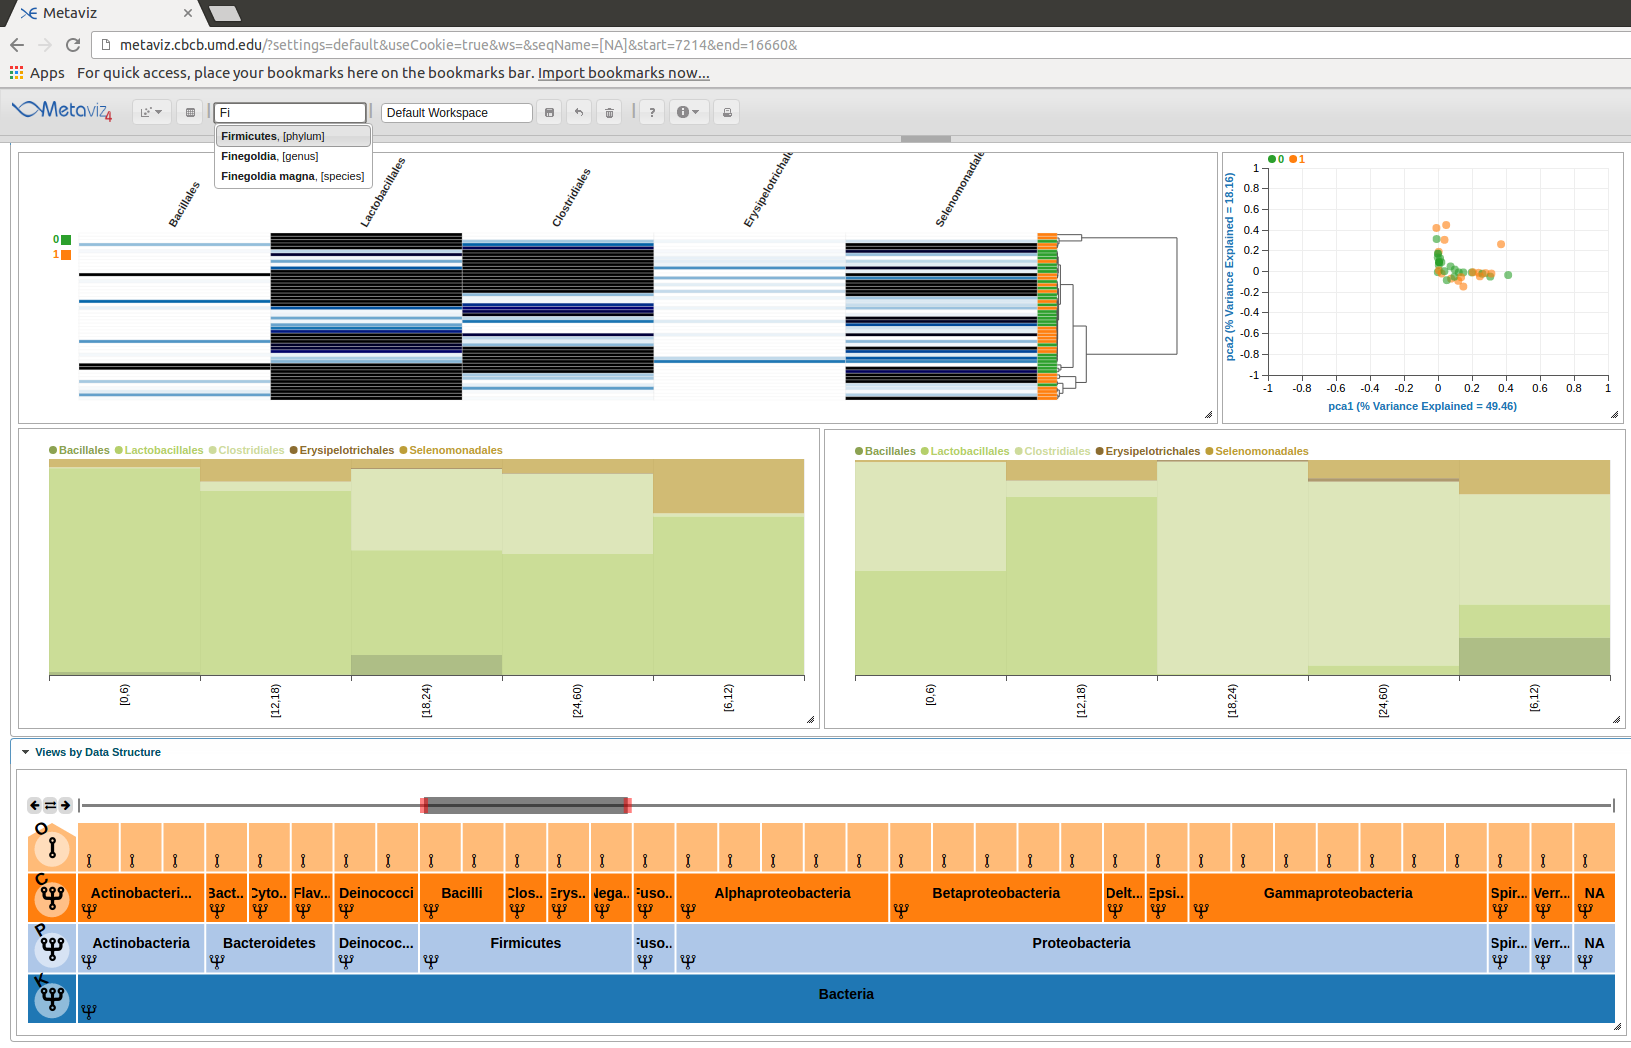 Metaviz
metaviz.cbcb.umd.edu/?settings=default&useCookie=true&ws=&seqName=[NA]&start=7214&end=16660&
Apps For quick access, place your bookmarks here on the bookmarks bar. Import bookmarks now...
Metaviz 4 Fi Default Workspace ?
Firmicutes, [phylum]
Finegoldia, [genus]
Finegoldia magna, [species]
Bacillales Lactobacillales Clostridiales Erysipelotrichale Selenomonadale
0
1
0 1
pca2 (% Variance Explained = 18.16)
1
0.8
0.6
0.4
0.2
0
-0.2
-0.4
-0.6
-0.8
-1
-1 -0.8 -0.6 -0.4 -0.2 0 0.2 0.4 0.6 0.8 1
pca1 (% Variance Explained = 49.46)
Bacillales Lactobacillales Clostridiales Erysipelotrichales Selenomonadales
[0,6) [12,18) [18,24) [24,60) [6,12)
Bacillales Lactobacillales Clostridiales Erysipelotrichales Selenomonadales
[0,6) [12,18) [18,24) [24,60) [6,12)
Views by Data Structure
O
C Actinobacteri... Bact.. Cyto.. Flav... Deinococci Bacilli Clos.. Erys.. Nega.. Fuso.. Alphaproteobacteria Betaproteobacteria Delt... Epsi.. Gammaproteobacteria Spir... Verr... NA
P Actinobacteria Bacteroidetes Deinococ... Firmicutes Fuso.. Proteobacteria Spir... Verr... NA
K Bacteria